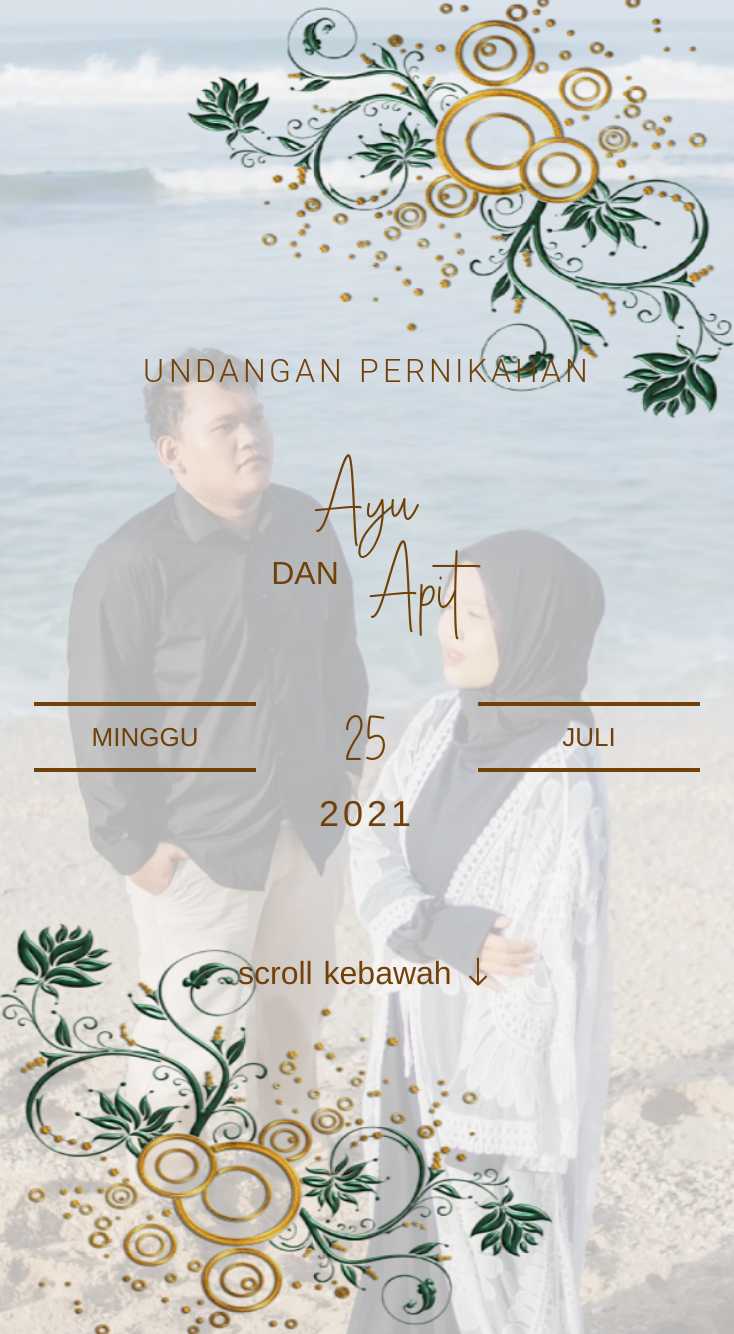 UNDANGAN PERNIKAHAN
Ayu
DAN
Apit
MINGGU
25
JULI
2021
scroll kebawah ↓